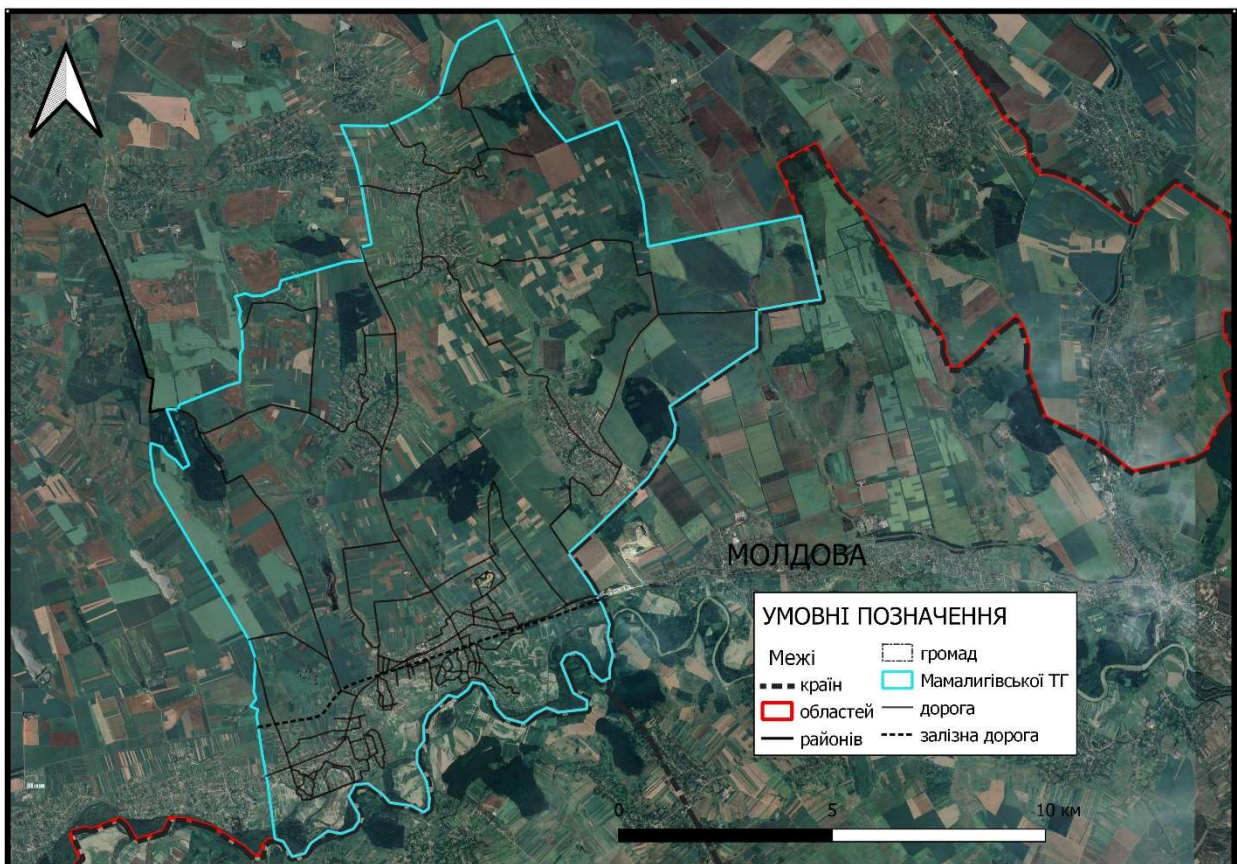 МОЛДОВА
УМОВНІ ПОЗНАЧЕННЯ
Межі
країн
областей
районів
громад
Мамалигівської ТГ
дорога
залізна дорога
0 5 10 км